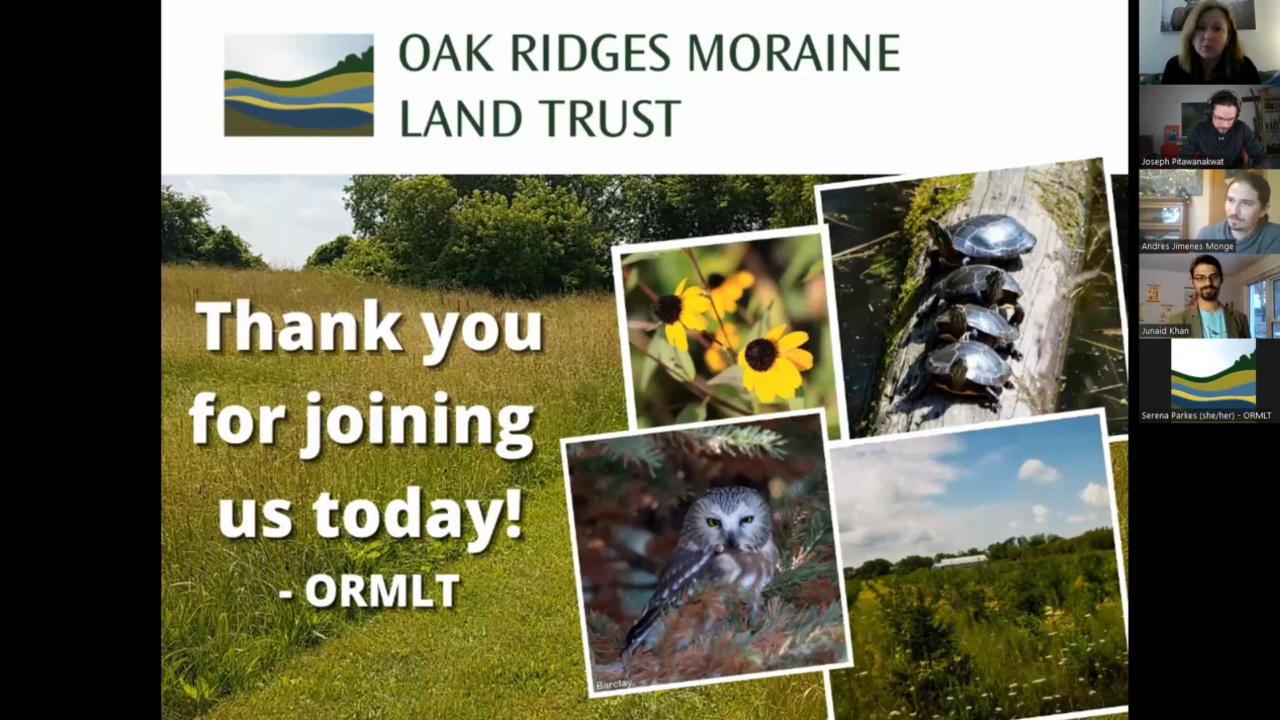 OAK RIDGES MORAINE
LAND TRUST
Thank you
for joining
us today!
- ORMLT
Barclay
Joseph Pitawanakwat
Andres Jimenes Monge
Junaid Khan
Serena Parkes (she/her) - ORMLT